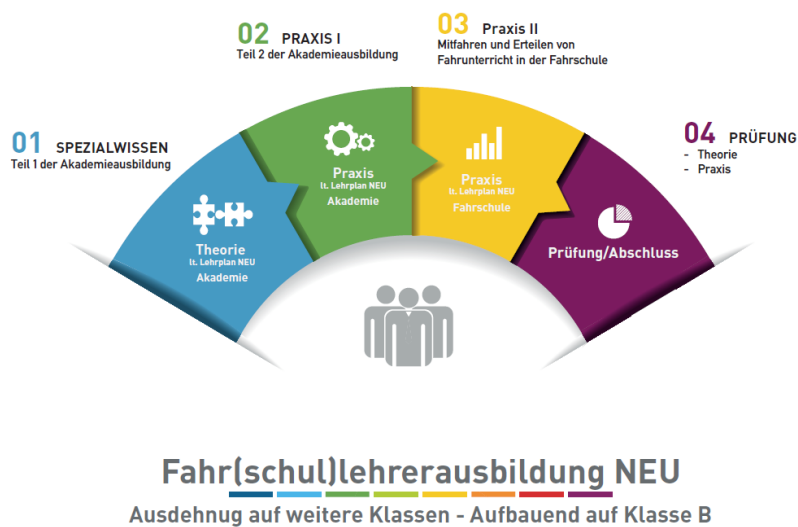 01 SPEZIALWISSEN
Teil 1 der Akademieausbildung
02 PRAXIS I
Teil 2 der Akademieausbildung
03 Praxis II
Mitfahren und Erteilen von
Fahrunterricht in der Fahrschule
04 PRÜFUNG
- Theorie
- Praxis
Theorie
lt. Lehrplan NEU
Akademie
Praxis
lt. Lehrplan NEU
Akademie
Praxis
lt. Lehrplan NEU
Fahrschule
Prüfung/Abschluss
Fahr(schul)lehrerausbildung NEU
Ausdehnug auf weitere Klassen - Aufbauend auf Klasse B